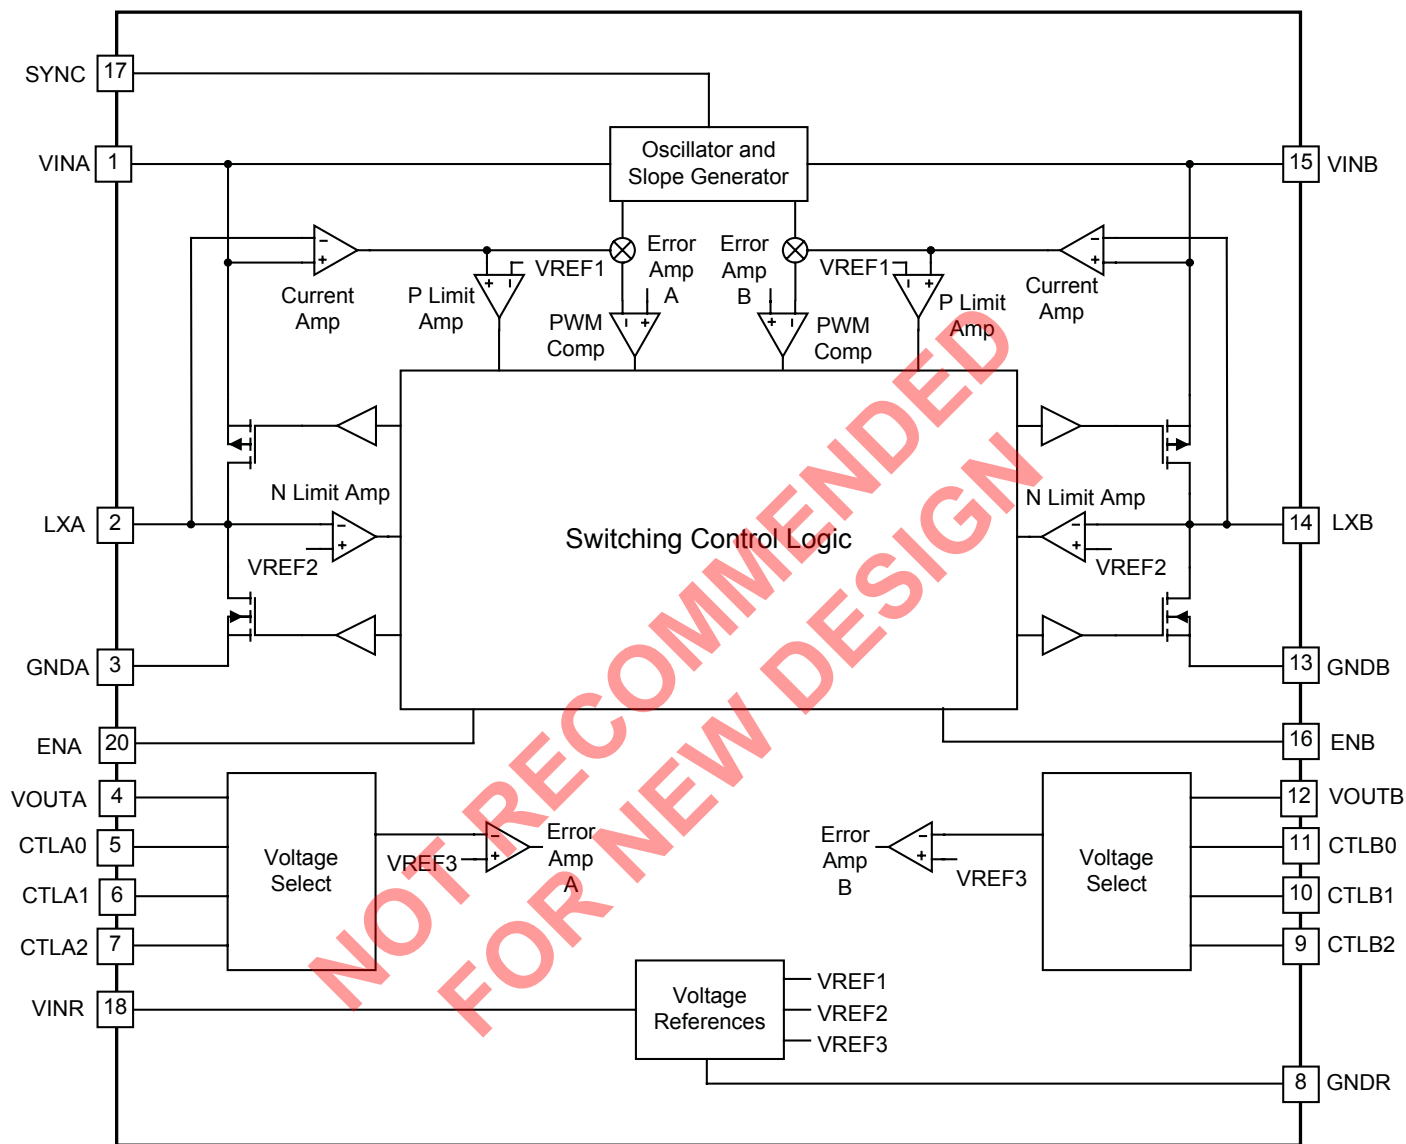 SYNC 17
VINA 1
15 VINB
Oscillator and
Slope Generator
Current
Amp
P Limit
Amp
VREF1
Error
Amp
A
PWM
Comp
Error
Amp
B
PWM
Comp
VREF1
P Limit
Amp
Current
Amp
N Limit Amp
VREF2
LXA 2
Switching Control Logic
N Limit Amp
VREF2
14 LXB
GNDA 3
13 GNDB
ENA 20
16 ENB
VOUTA 4
CTLA0 5
CTLA1 6
CTLA2 7
Voltage
Select
VREF3
Error
Amp
A
Error
Amp
B
VREF3
Voltage
Select
12 VOUTB
11 CTLB0
10 CTLB1
9 CTLB2
VINR 18
Voltage
References
VREF1
VREF2
VREF3
8 GNDR
NOT RECOMMENDED
FOR NEW DESIGN